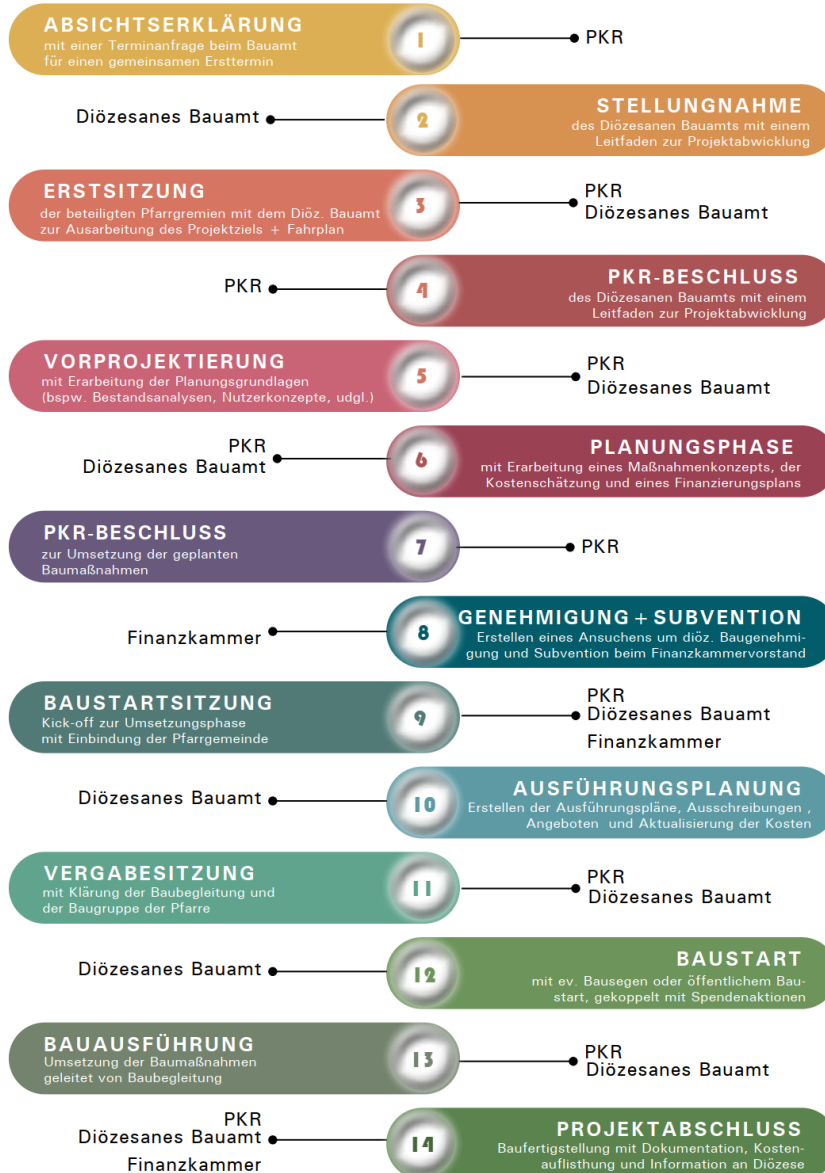 ABSICHTSERKLÄRUNG
mit einer Terminanfrage beim Bauamt
für einen gemeinsamen Ersttermin
1
PKR
Diözesanes Bauamt
2
STELLUNGNAHME
des Diözesanen Bauamts mit einem
Leitfaden zur Projektabwicklung
ERSTSITZUNG
der beteiligten Pfarrgremien mit dem Diöz. Bauamt
zur Ausarbeitung des Projektziels + Fahrplan
3
PKR
Diözesanes Bauamt
PKR
4
PKR-BESCHLUSS
des Diözesanen Bauamts mit einem
Leitfaden zur Projektabwicklung
VORPROJEKTIERUNG
mit Erarbeitung der Planungsgrundlagen
(bspw. Bestandsanalysen, Nutzerkonzepte, udgl.)
5
PKR
Diözesanes Bauamt
PKR
Diözesanes Bauamt
6
PLANUNGSPHASE
mit Erarbeitung eines Maßnahmenkonzepts, der
Kostenschätzung und eines Finanzierungsplans
PKR-BESCHLUSS
zur Umsetzung der geplanten
Baumaßnahmen
7
PKR
Finanzkammer
8
GENEHMIGUNG + SUBVENTION
Erstellen eines Ansuchens um diöz. Baugenehmi-
gung und Subvention beim Finanzkammervorstand
BAUSTARTSITZUNG
Kick-off zur Umsetzungsphase
mit Einbindung der Pfarrgemeinde
9
PKR
Diözesanes Bauamt
Finanzkammer
Diözesanes Bauamt
10
AUSFÜHRUNGSPLANUNG
Erstellen der Ausführungspläne, Ausschreibungen ,
Angeboten und Aktualisierung der Kosten
VERGABESITZUNG
mit Klärung der Baubegleitung und
der Baugruppe der Pfarre
11
PKR
Diözesanes Bauamt
Diözesanes Bauamt
12
BAUSTART
mit ev. Bausegen oder öffentlichem Bau-
start, gekoppelt mit Spendenaktionen
BAUAUSFÜHRUNG
Umsetzung der Baumaßnahmen
geleitet von Baubegleitung
13
PKR
Diözesanes Bauamt
PKR
Diözesanes Bauamt
Finanzkammer
14
PROJEKTABSCHLUSS
Baufertigstellung mit Dokumentation, Kosten-
auflisthung und Information an Diözese